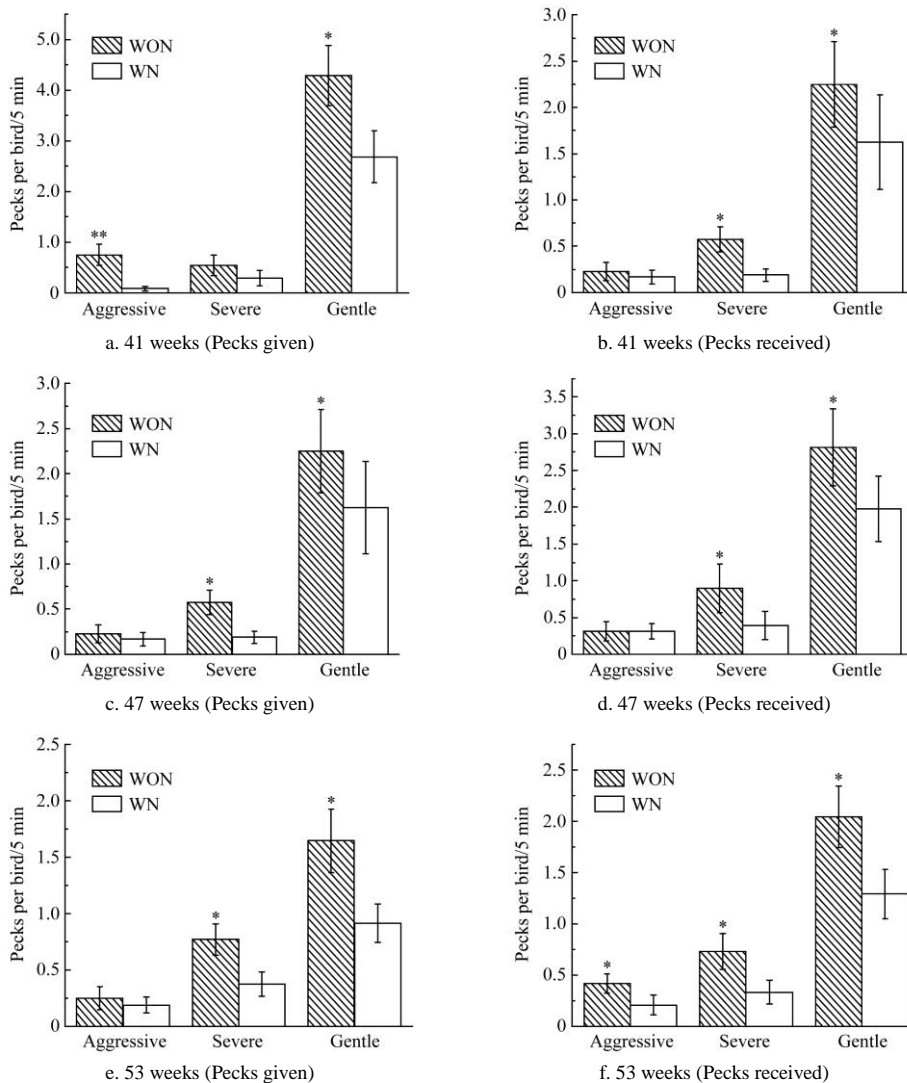 5.0
4.0
3.0
2.0
1.0
0
Pecks per bird/5 min
WON
WN
**
*
Aggressive Severe Gentle
a. 41 weeks (Pecks given)
3.0
2.5
2.0
1.5
1.0
0.5
0
Pecks per bird/5 min
WON
WN
*
*
Aggressive Severe Gentle
b. 41 weeks (Pecks received)
3.0
2.5
2.0
1.5
1.0
0.5
0
Pecks per bird/5 min
WON
WN
*
*
Aggressive Severe Gentle
c. 47 weeks (Pecks given)
3.5
3.0
2.5
2.0
1.5
1.0
0.5
0
Pecks per bird/5 min
WON
WN
*
*
Aggressive Severe Gentle
d. 47 weeks (Pecks received)
2.5
2.0
1.5
1.0
0.5
0
Pecks per bird/5 min
WON
WN
*
*
Aggressive Severe Gentle
e. 53 weeks (Pecks given)
2.5
2.0
1.5
1.0
0.5
0
Pecks per bird/5 min
WON
WN
*
*
*
Aggressive Severe Gentle
f. 53 weeks (Pecks received)